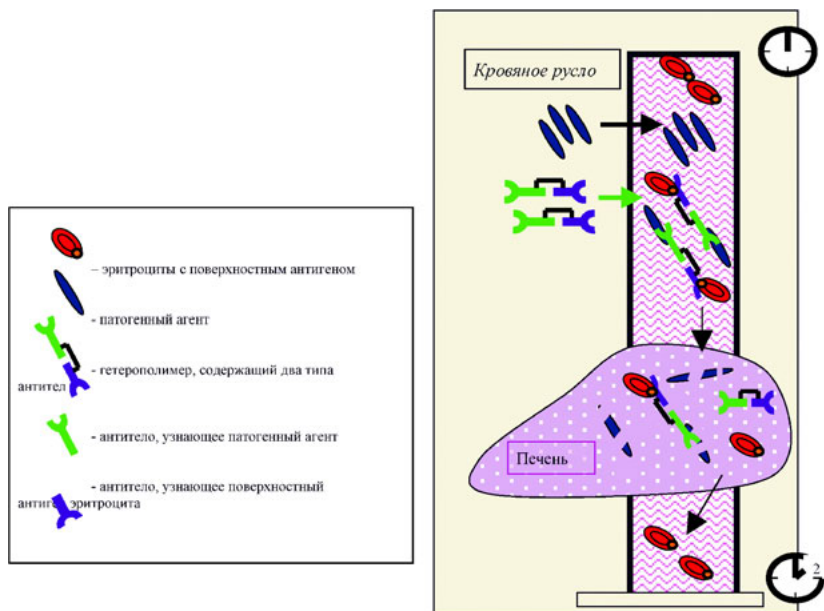 – эритроциты с поверхностным антигеном
- патогенный агент
- гетерополимер, содержащий два типа
антител
- антитело, узнающее патогенный агент
- антитело, узнающее поверхностный
антиген эритроцита
Кровяное русло
Печень
2